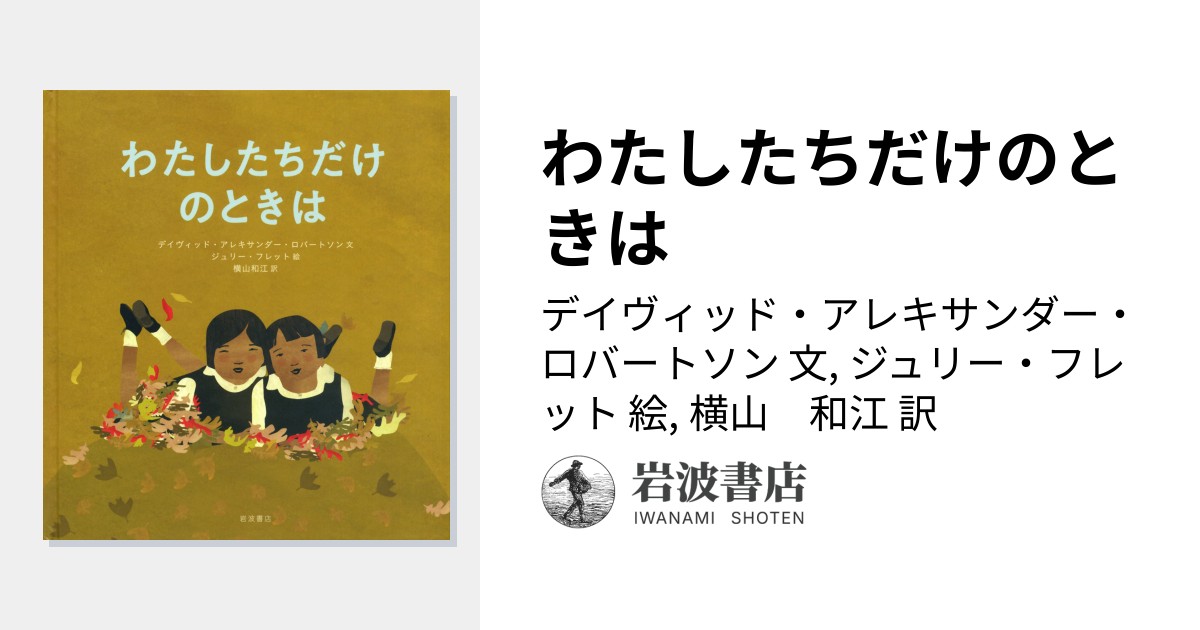 わたしたちだけ
のときは
デイヴィッド・アレキサンダー・ロバートソン 文
ジュリー・フレット 絵
横山和江 訳
岩波書店
わたしたちだけのと
きは
デイヴィッド・アレキサンダー・
ロバートソン 文, ジュリー・フレ
ット 絵, 横山　和江 訳
岩波書店
IWANAMI SHOTEN